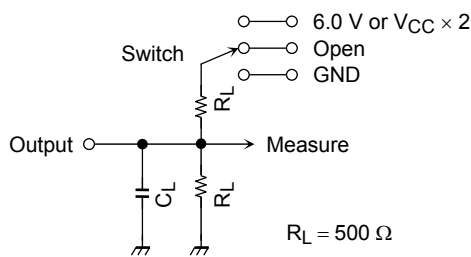 6.0 V or VCC × 2
Switch
Open
GND
RL
Output
Measure
CL
RL
RL = 500 Ω